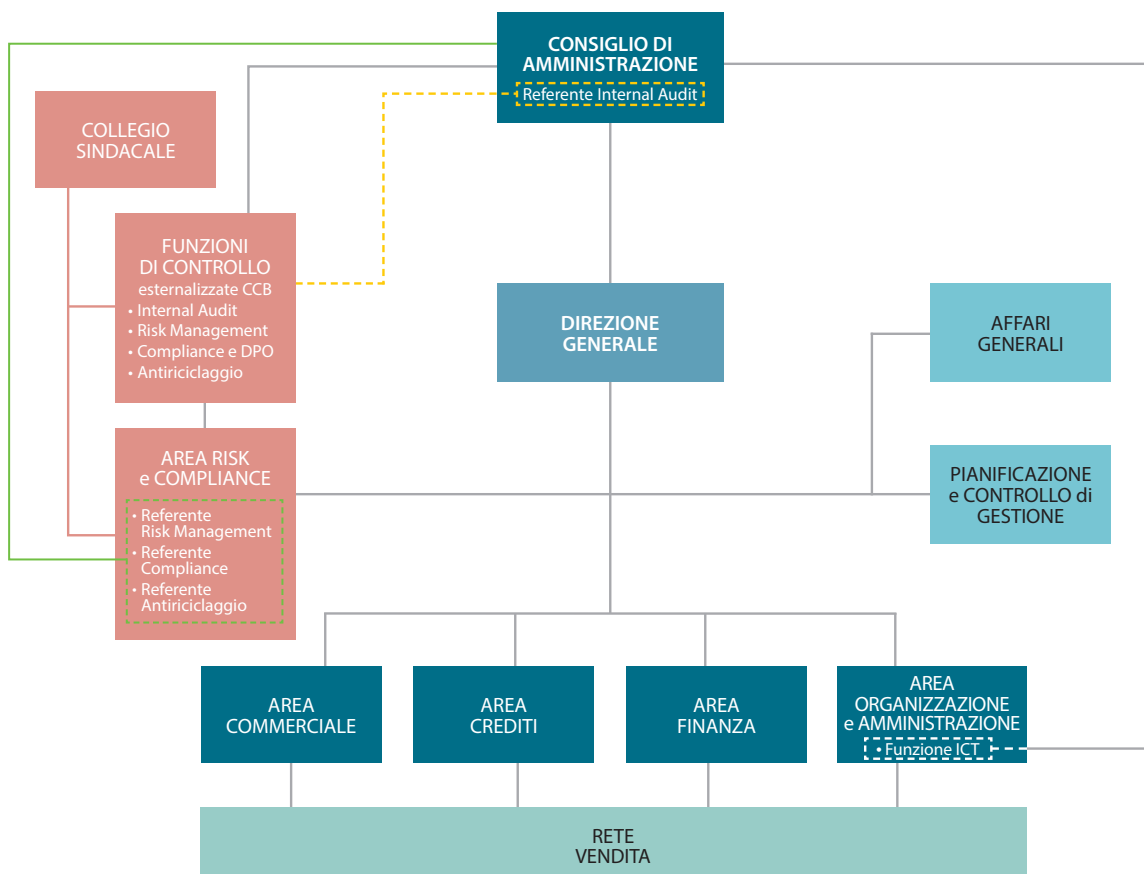 CONSIGLIO DI
AMMINISTRAZIONE
Referente Internal Audit
COLLEGIO
SINDACALE
FUNZIONI
DI CONTROLLO
esternalizzate CCB
• Internal Audit
• Risk Management
• Compliance e DPO
• Antiriciclaggio
DIREZIONE
GENERALE
AFFARI
GENERALI
AREA RISK
e COMPLIANCE
• Referente
Risk Management
• Referente
Compliance
• Referente
Antiriciclaggio
PIANIFICAZIONE
e CONTROLLO di
GESTIONE
AREA
COMMERCIALE
AREA
CREDITI
AREA
FINANZA
AREA
ORGANIZZAZIONE
e AMMINISTRAZIONE
• Funzione ICT
RETE
VENDITA